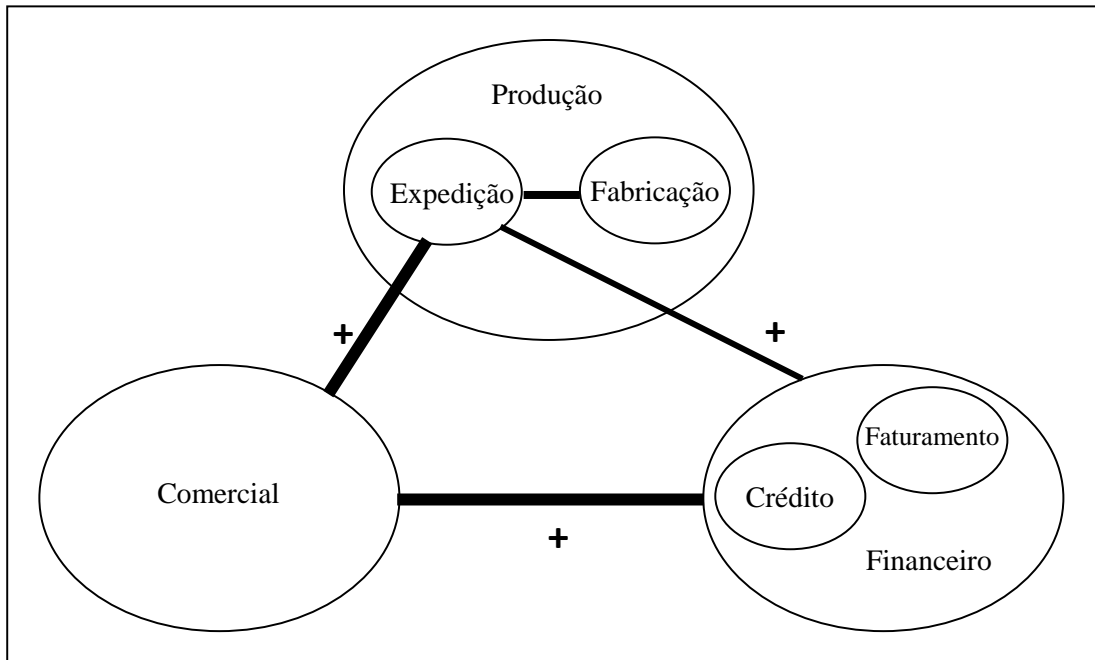 Produção
Expedição
Fabricação
+
+
Faturamento
Comercial
Crédito
+
Financeiro